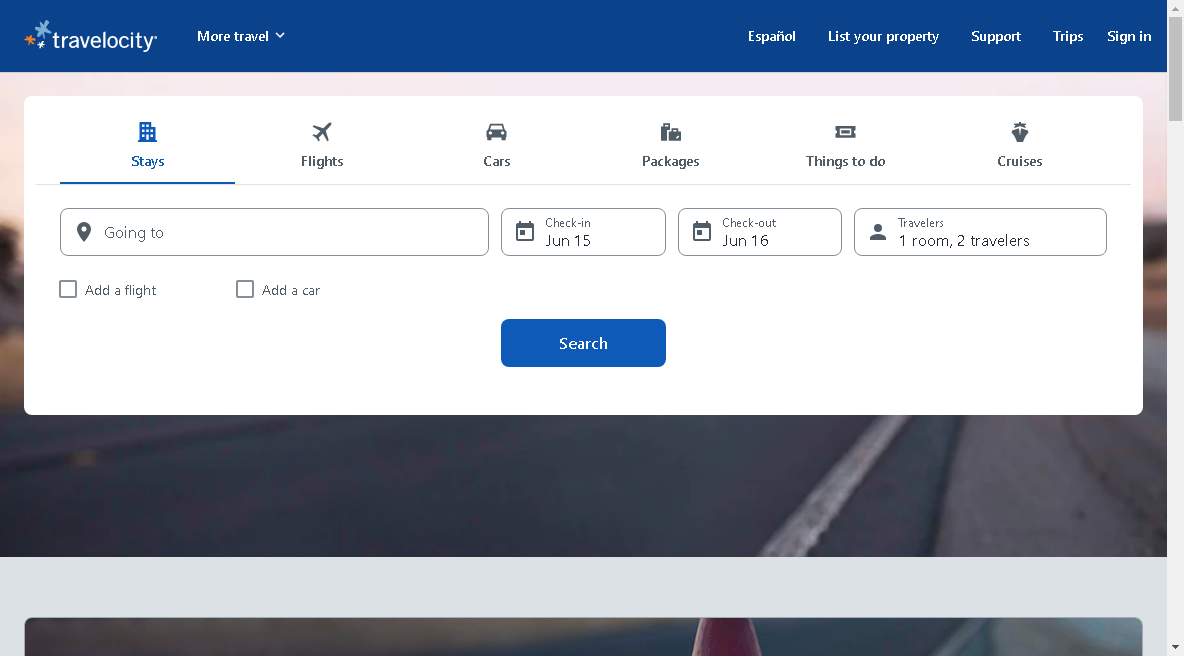 travelocity
More travel
Español
List your property
Support
Trips
Sign in
Stays
Flights
Cars
Packages
Things to do
Cruises
Going to
Check-in
Jun 15
Check-out
Jun 16
Travelers
1 room, 2 travelers
Add a flight
Add a car
Search